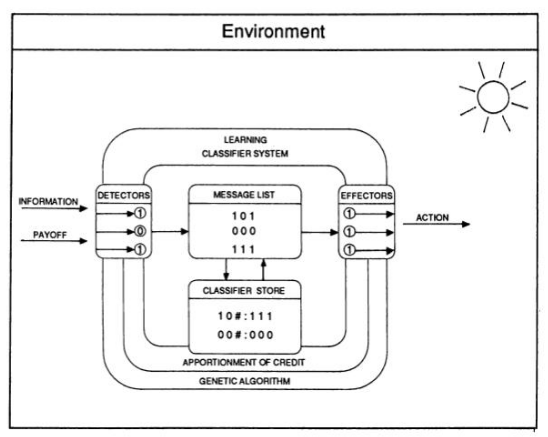 Environment
LEARNING
CLASSIFIER SYSTEM
INFORMATION
PAYOFF
DETECTORS
1
0
1
MESSAGE LIST
101
000
111
EFFECTORS
1
1
1
ACTION
CLASSIFIER STORE
10#:111
00#:000
APPORTIONMENT OF CREDIT
GENETIC ALGORITHM